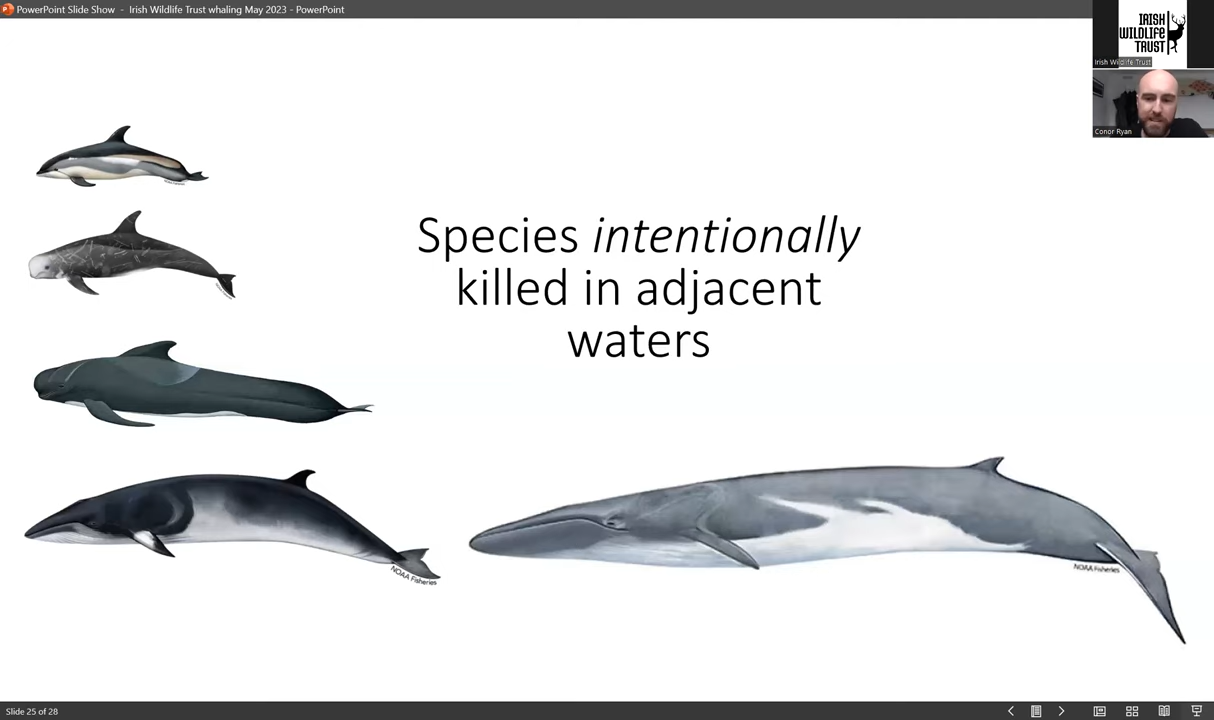 PowerPoint Slide Show - Irish Wildlife Trust whaling May 2023 - PowerPoint
IRISH
WILDLIFE
TRUST
Irish Wildlife Trust
Conor Ryan
Species intentionally
killed in adjacent
waters
NOAA Fisheries
NOAA Fisheries
Slide 25 of 28